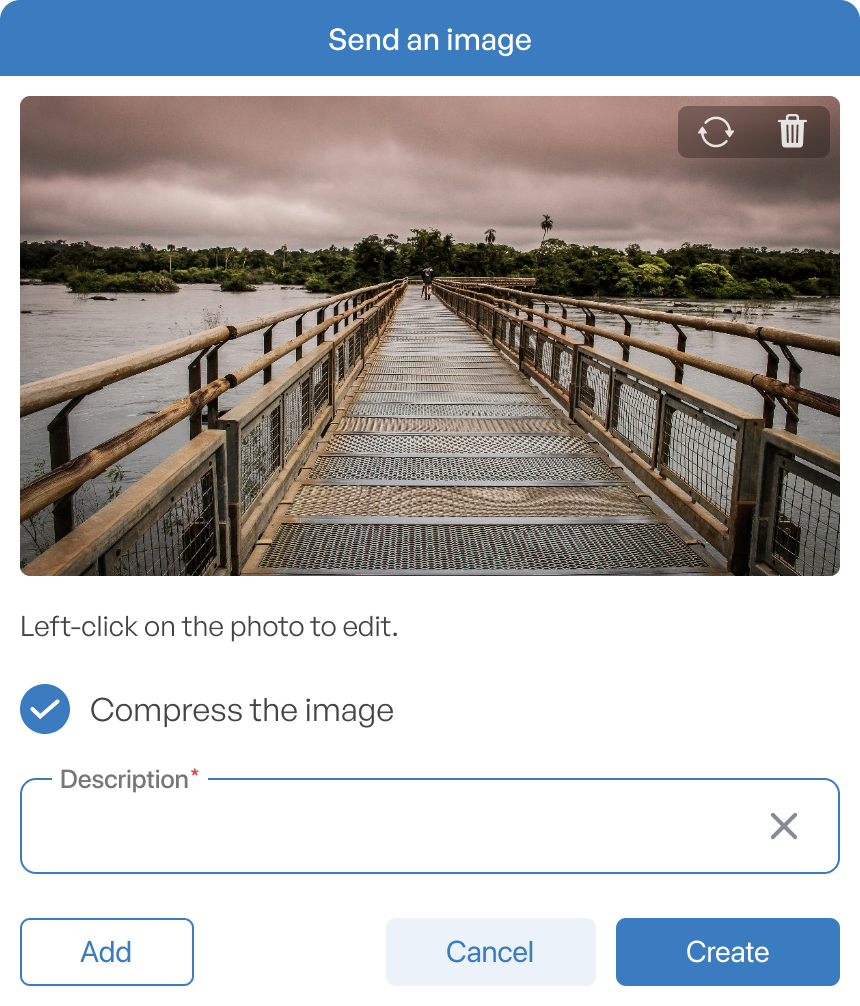 Send an image
Left-click on the photo to edit.
Compress the image
Description*
Add
Cancel
Create